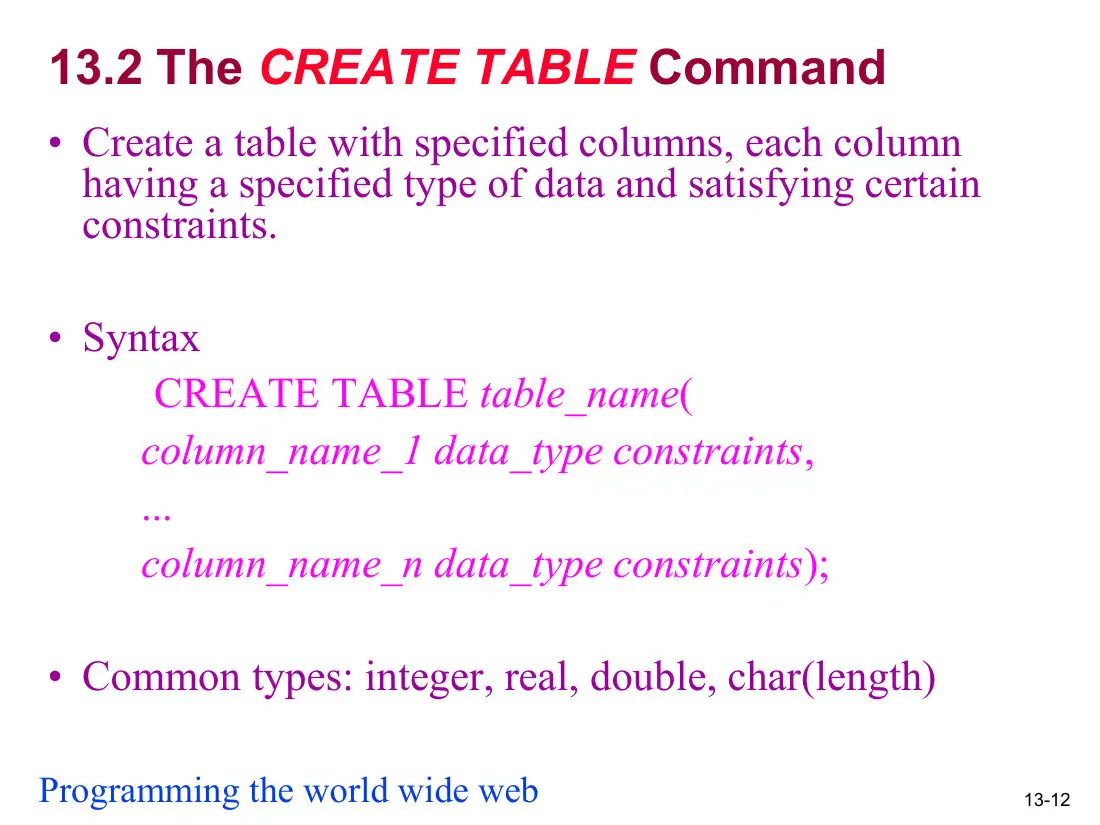 13.2 The CREATE TABLE Command
• Create a table with specified columns, each column
having a specified type of data and satisfying certain
constraints.
• Syntax
CREATE TABLE table_name(
column_name_1 data_type constraints,
...
column_name_n data_type constraints);
• Common types: integer, real, double, char(length)
Programming the world wide web
13-12